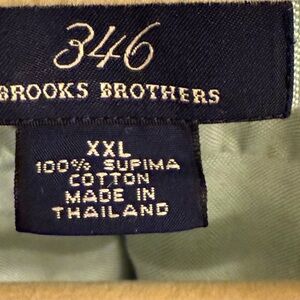 346
BROOKS BROTHERS
XXL
100% SUPIMA
COTTON
MADE IN
THAILAND